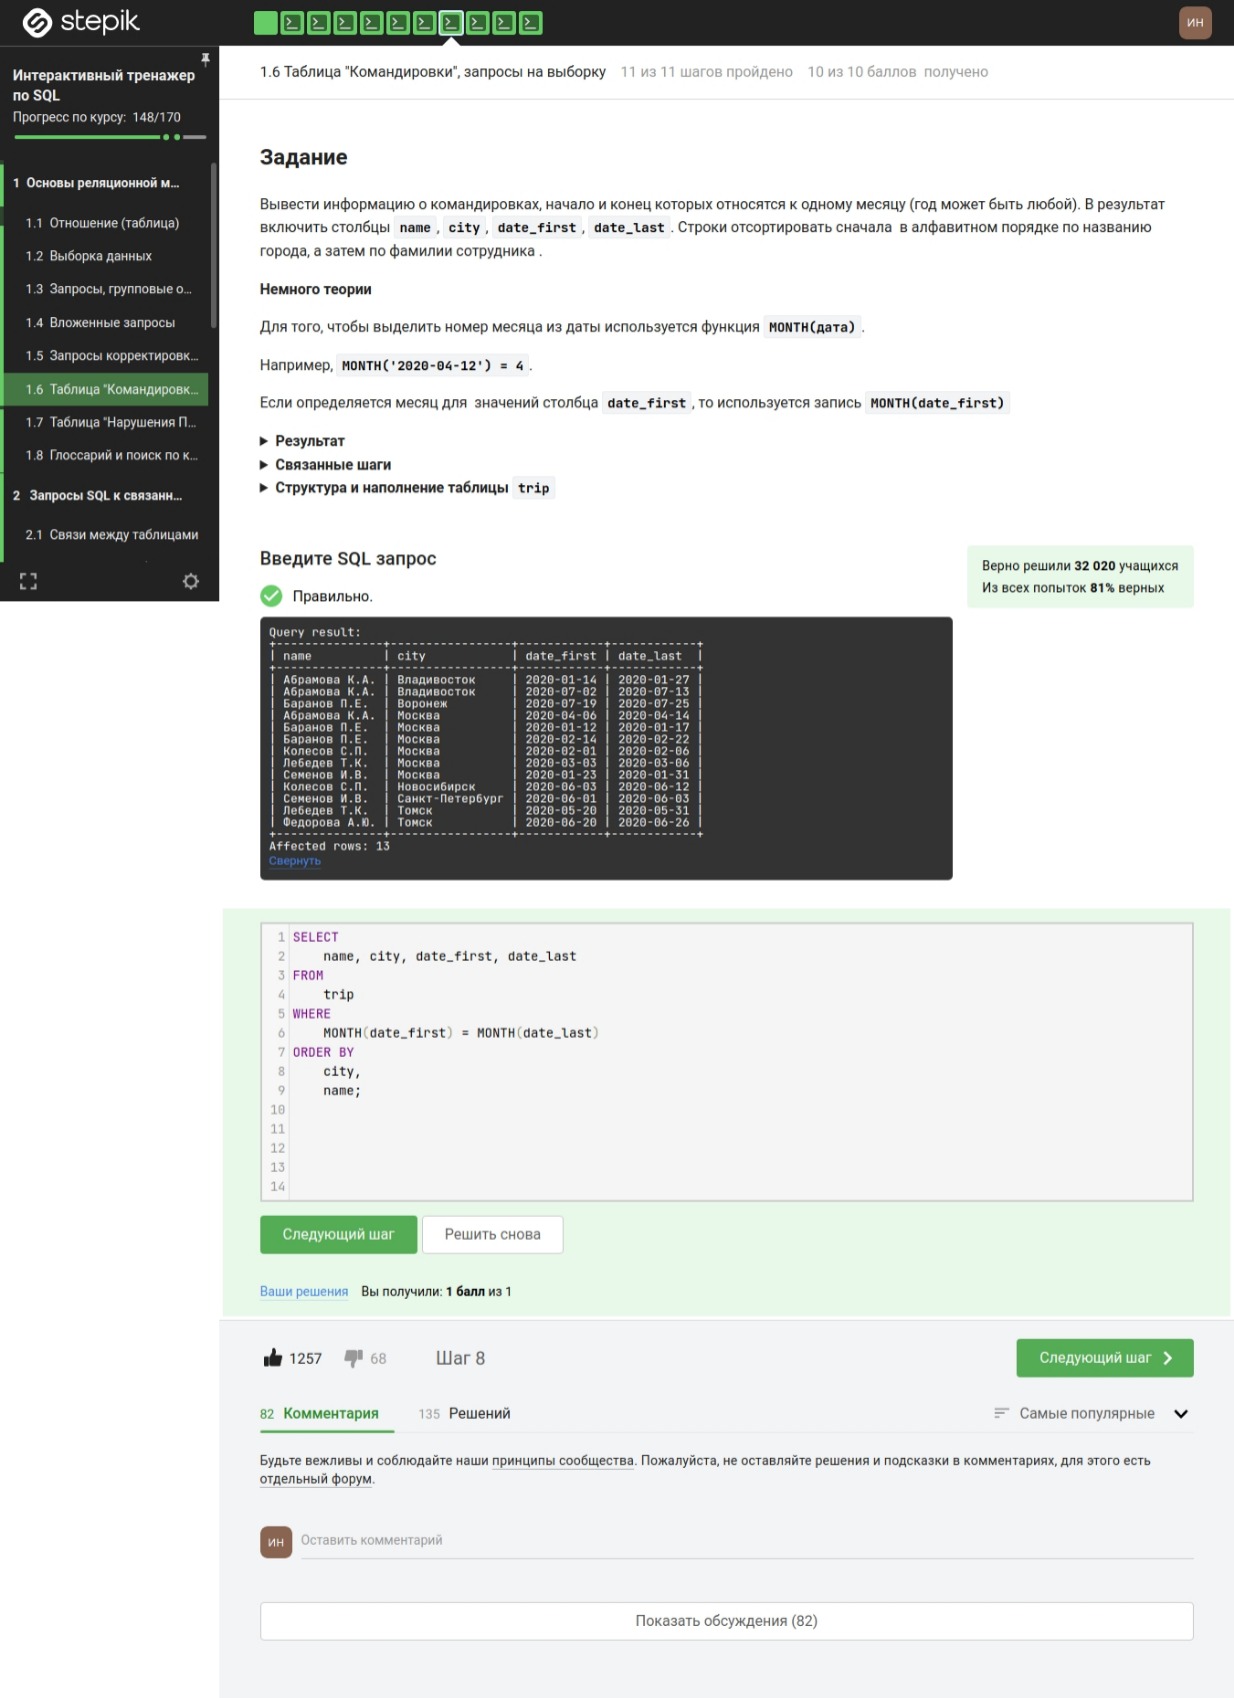 stepik
ИН
Интерактивный тренажер
по SQL
Прогресс по курсу: 148/170
1 Основы реляционной м...
1.1 Отношение (таблица)
1.2 Выборка данных
1.3 Запросы, групповые о...
1.4 Вложенные запросы
1.5 Запросы корректировк...
1.6 Таблица "Командировк...
1.7 Таблица "Нарушения П...
1.8 Глоссарий и поиск по к...
2 Запросы SQL к связанн...
2.1 Связи между таблицами
1.6 Таблица "Командировки", запросы на выборку 11 из 11 шагов пройдено 10 из 10 баллов получено
Задание
Вывести информацию о командировках, начало и конец которых относятся к одному месяцу (год может быть любой). В результат
включить столбцы name, city, date_first, date_last. Строки отсортировать сначала в алфавитном порядке по названию
города, а затем по фамилии сотрудника .
Немного теории
Для того, чтобы выделить номер месяца из даты используется функция MONTH(дата).
Например, MONTH('2020-04-12') = 4.
Если определяется месяц для значений столбца date_first, то используется запись MONTH(date_first)
Результат
Связанные шаги
Структура и наполнение таблицы trip
Введите SQL запрос
Верно решили 32 020 учащихся
Из всех попыток 81% верных
Правильно.
Query result:
+--------------+----------------+------------+------------+
| name | city | date_first | date_last |
+--------------+----------------+------------+------------+
| Абрамова К.А. | Владивосток | 2020-01-14 | 2020-01-27 |
| Абрамова К.А. | Владивосток | 2020-07-02 | 2020-07-13 |
| Баранов П.Е. | Воронеж | 2020-07-19 | 2020-07-25 |
| Абрамова К.А. | Москва | 2020-04-06 | 2020-04-14 |
| Баранов П.Е. | Москва | 2020-01-12 | 2020-01-17 |
| Баранов П.Е. | Москва | 2020-02-14 | 2020-02-22 |
| Колесов С.П. | Москва | 2020-02-01 | 2020-02-06 |
| Лебедев Т.К. | Москва | 2020-03-03 | 2020-03-06 |
| Семенов И.В. | Москва | 2020-01-23 | 2020-01-31 |
| Колесов С.П. | Новосибирск | 2020-06-03 | 2020-06-12 |
| Семенов И.В. | Санкт-Петербург | 2020-06-01 | 2020-06-03 |
| Лебедев Т.К. | Томск | 2020-05-20 | 2020-05-31 |
| Федорова А.Ю. | Томск | 2020-06-20 | 2020-06-26 |
+--------------+----------------+------------+------------+
Affected rows: 13
Свернуть
1 SELECT
2 name, city, date_first, date_last
3 FROM
4 trip
5 WHERE
6 MONTH(date_first) = MONTH(date_last)
7 ORDER BY
8 city,
9 name;
10
11
12
13
14
Следующий шаг Решить снова
Ваши решения Вы получили: 1 балл из 1
1257 68 Шаг 8 Следующий шаг
82 Комментария 135 Решений Самые популярные
Будьте вежливы и соблюдайте наши принципы сообщества. Пожалуйста, не оставляйте решения и подсказки в комментариях, для этого есть
отдельный форум.
ИН Оставить комментарий
Показать обсуждения (82)